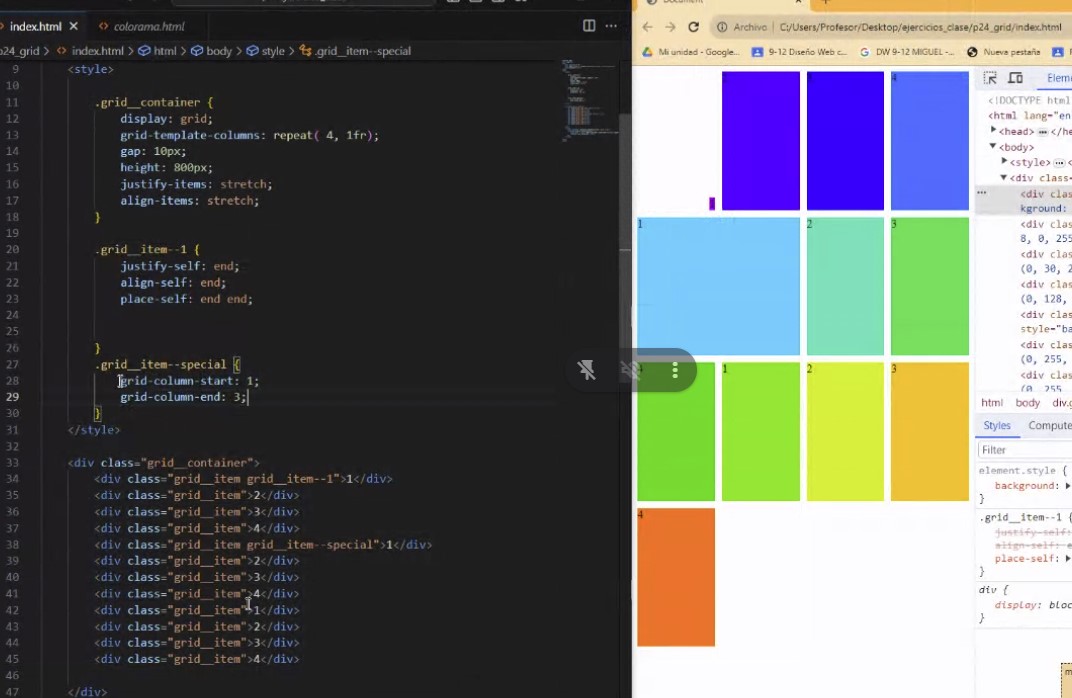 index.html
colorama.html
p24_grid > index.html > html > body > style > .grid__item--special
9 <style>
10
11 .grid__container {
12 display: grid;
13 grid-template-columns: repeat( 4, 1fr);
14 gap: 10px;
15 height: 800px;
16 justify-items: stretch;
17 align-items: stretch;
18 }
19
20 .grid__item--1 {
21 justify-self: end;
22 align-self: end;
23 place-self: end end;
24
25
26 }
27 .grid__item--special {
28 grid-column-start: 1;
29 grid-column-end: 3;
30 }
31 </style>
32
33 <div class="grid__container">
34 <div class="grid__item grid__item--1">1</div>
35 <div class="grid__item">2</div>
36 <div class="grid__item">3</div>
37 <div class="grid__item">4</div>
38 <div class="grid__item grid__item--special">1</div>
39 <div class="grid__item">2</div>
40 <div class="grid__item">3</div>
41 <div class="grid__item">4</div>
42 <div class="grid__item">1</div>
43 <div class="grid__item">2</div>
44 <div class="grid__item">3</div>
45 <div class="grid__item">4</div>
46
47 </div>
Document
Archivo C:/Users/Profesor/Desktop/ejercicios_clase/p24_grid/index.html
Mi unidad - Google... 9-12 Diseño Web c... DW 9-12 MIGUEL -... Nueva pestaña
4
1 2 3
1 2 3
4
Eleme
<!DOCTYPE html
<html lang="en
<head> ... </he
<body>
<style> ... <
<div class=
<div clas
kground:
<div clas
8, 0, 255
<div clas
(0, 30, 2
<div clas
(0, 128,
<div clas
style="ba
<div clas
(0, 255,
<div clas
(0, 255,
html body div.g
Styles Compute
Filter
element.style {
background:
}
.grid__item--1 {
justify-self:
align-self: e
place-self:
}
div {
display: bloc
}
m